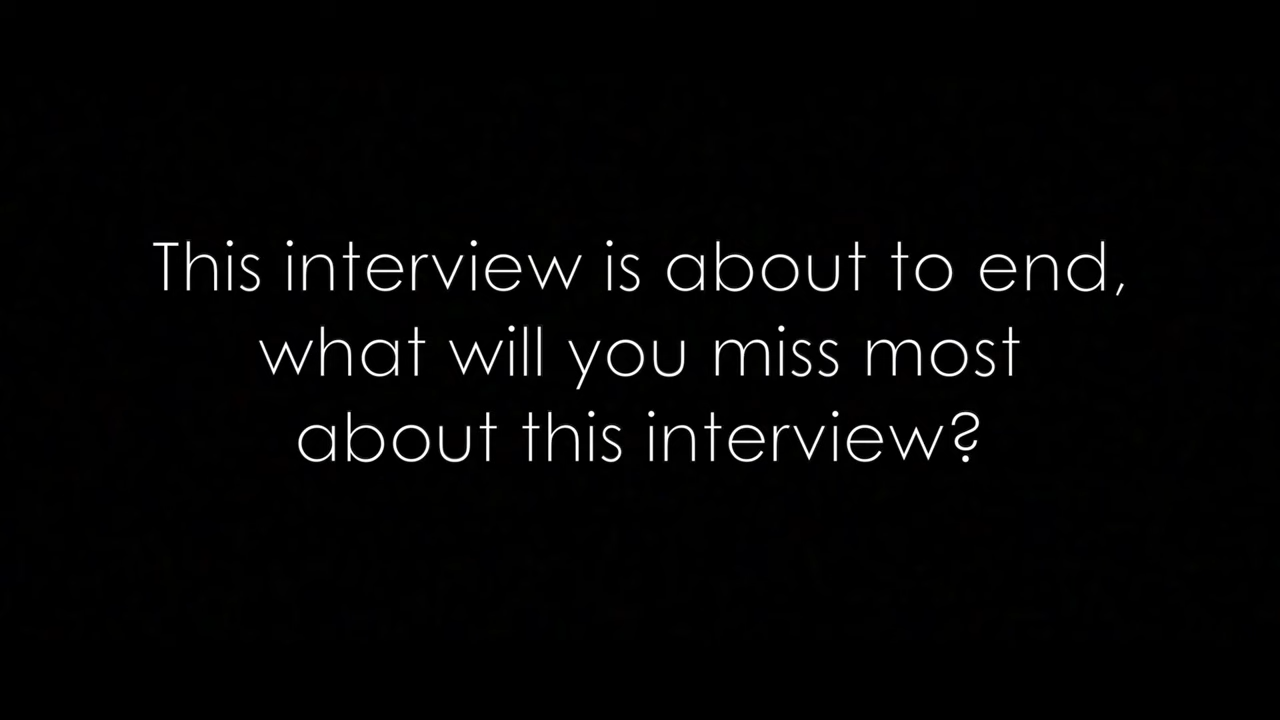 This interview is about to end,
what will you miss most
about this interview?